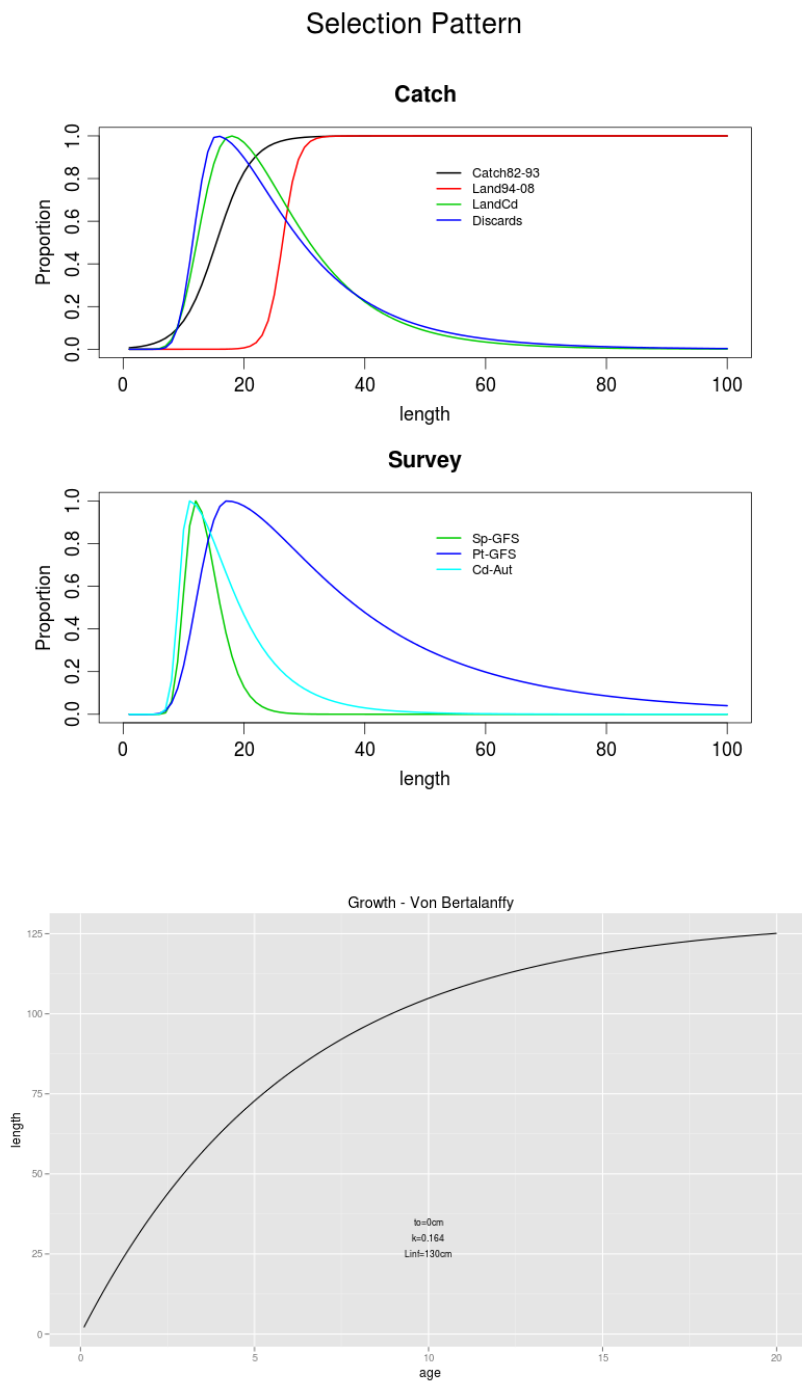 Selection Pattern
Catch
Proportion
0.0 0.2 0.4 0.6 0.8 1.0
Catch82-93
Land94-08
LandCd
Discards
0 20 40 60 80 100
length
Survey
Proportion
0.0 0.2 0.4 0.6 0.8 1.0
Sp-GFS
Pt-GFS
Cd-Aut
0 20 40 60 80 100
length
Growth - Von Bertalanffy
125
100
75
length
50
25
0
to=0cm
k=0.164
Linf=130cm
0 5 10 15 20
age